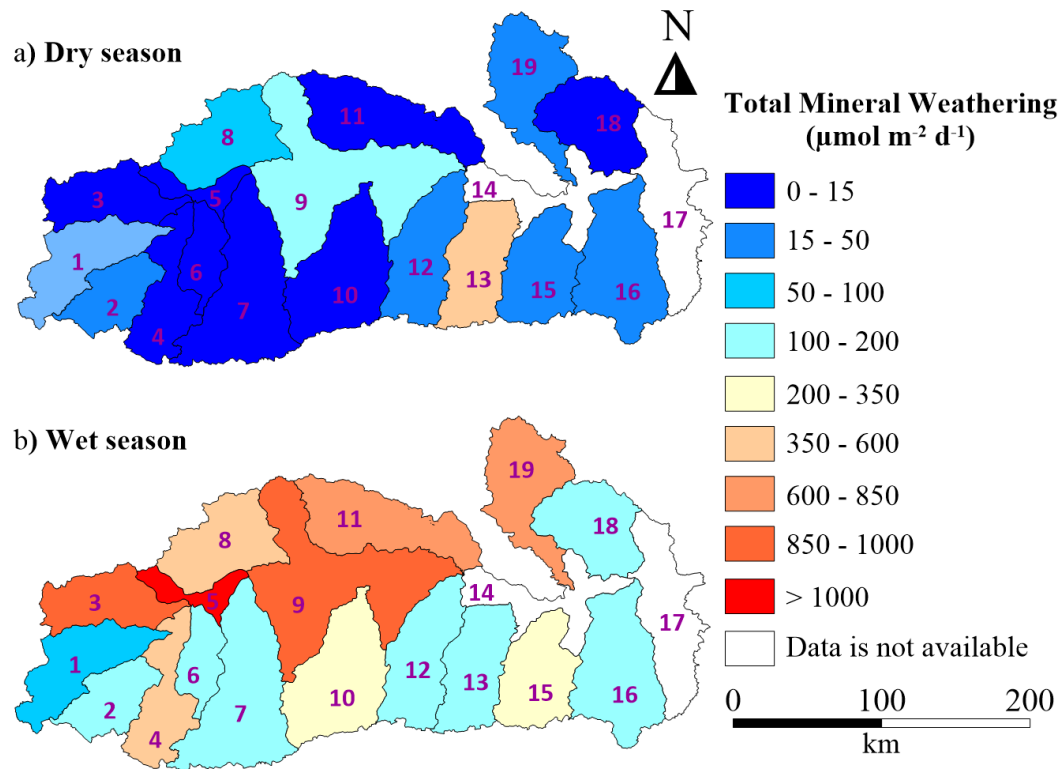 a) Dry season
N
19
11
18
8
14
3
5
9
17
1
6
12
13
2
7
10
15
16
4
b) Wet season
19
11
18
8
14
3
5
9
17
1
6
12
13
2
7
10
15
16
4
Total Mineral Weathering
(µmol m⁻² d⁻¹)
0 - 15
15 - 50
50 - 100
100 - 200
200 - 350
350 - 600
600 - 850
850 - 1000
> 1000
Data is not available
0 100 200
km